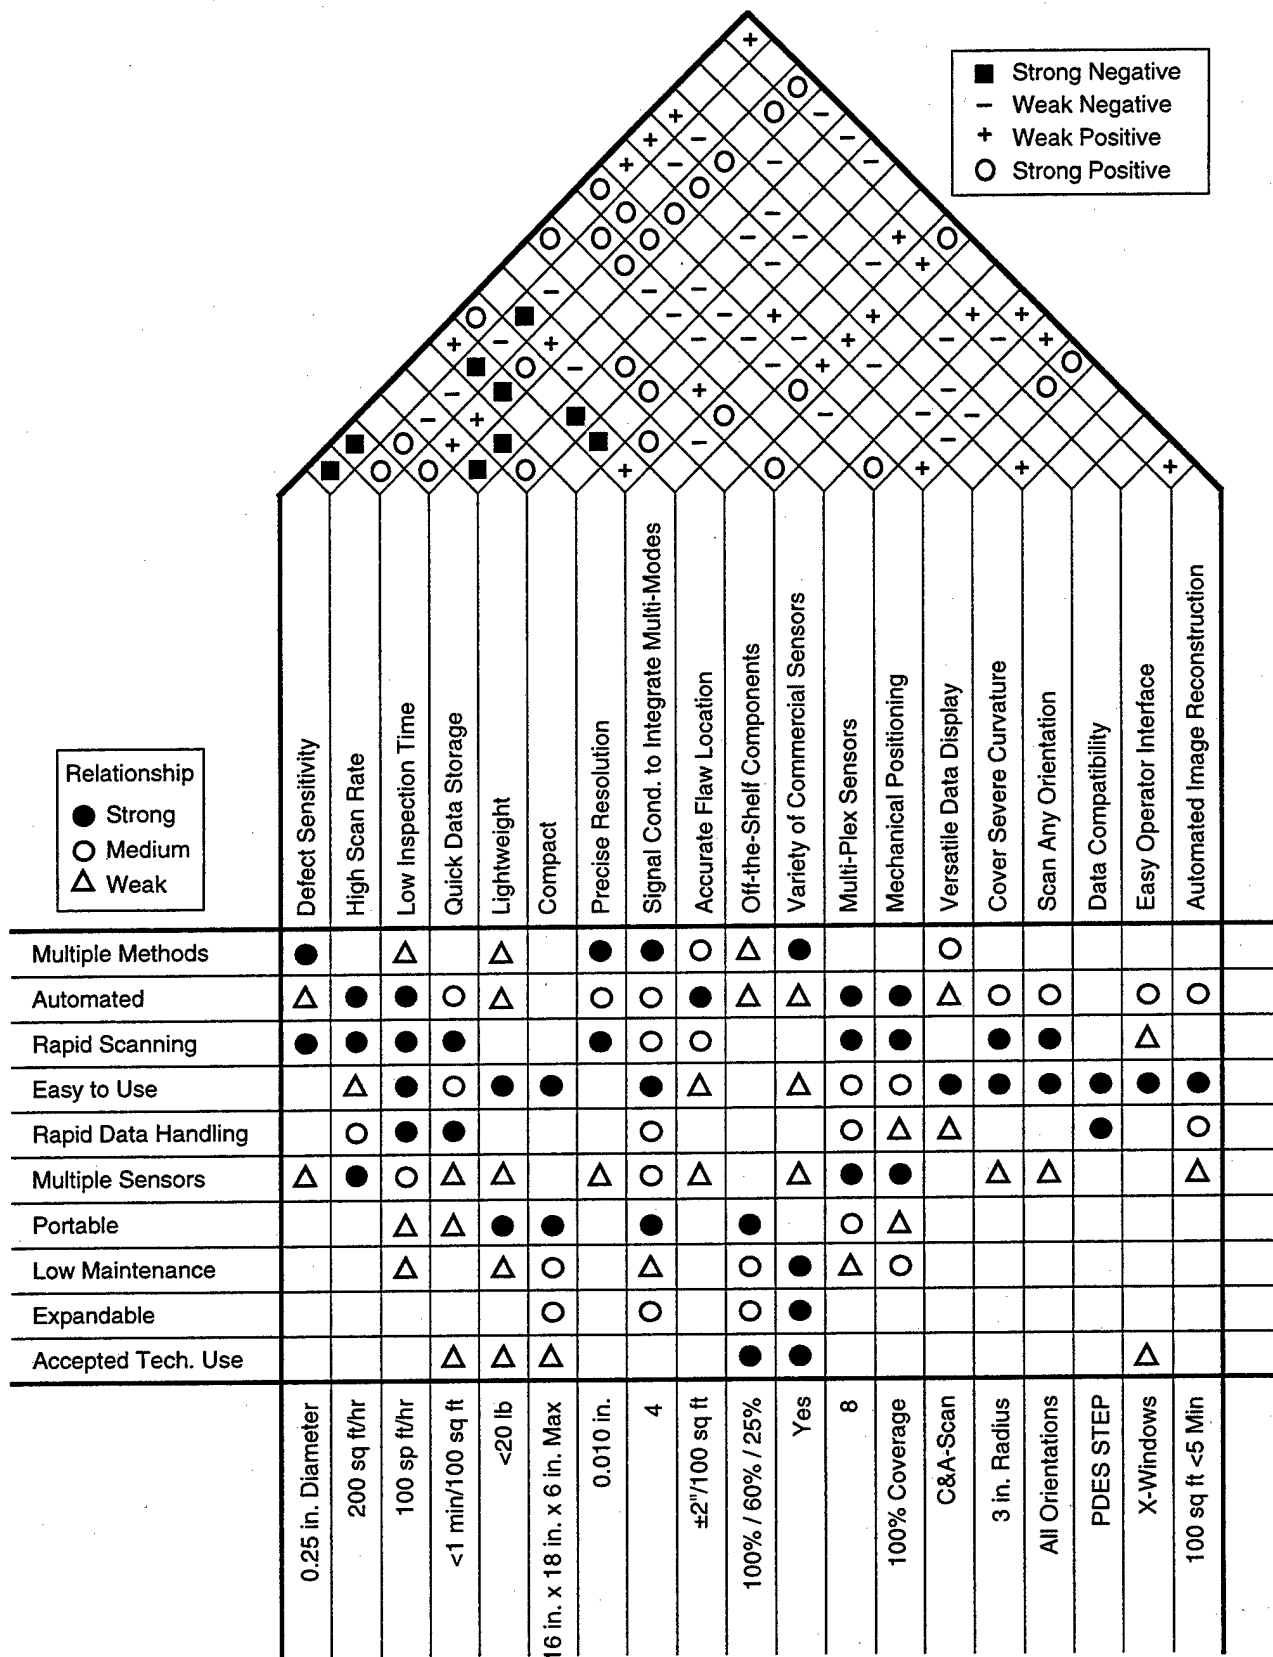 Strong Negative
Weak Negative
Weak Positive
Strong Positive
Relationship
Strong
Medium
Weak
Defect Sensitivity
High Scan Rate
Low Inspection Time
Quick Data Storage
Lightweight
Compact
Precise Resolution
Signal Cond. to Integrate Multi-Modes
Accurate Flaw Location
Off-the-Shelf Components
Variety of Commercial Sensors
Multi-Plex Sensors
Mechanical Positioning
Versatile Data Display
Cover Severe Curvature
Scan Any Orientation
Data Compatibility
Easy Operator Interface
Automated Image Reconstruction
Multiple Methods
Automated
Rapid Scanning
Easy to Use
Rapid Data Handling
Multiple Sensors
Portable
Low Maintenance
Expandable
Accepted Tech. Use
0.25 in. Diameter
200 sq ft/hr
100 sp ft/hr
<1 min/100 sq ft
<20 lb
16 in. x 18 in. x 6 in. Max
0.010 in.
4
±2"/100 sq ft
100% / 60% / 25%
Yes
8
100% Coverage
C&A-Scan
3 in. Radius
All Orientations
PDES STEP
X-Windows
100 sq ft <5 Min